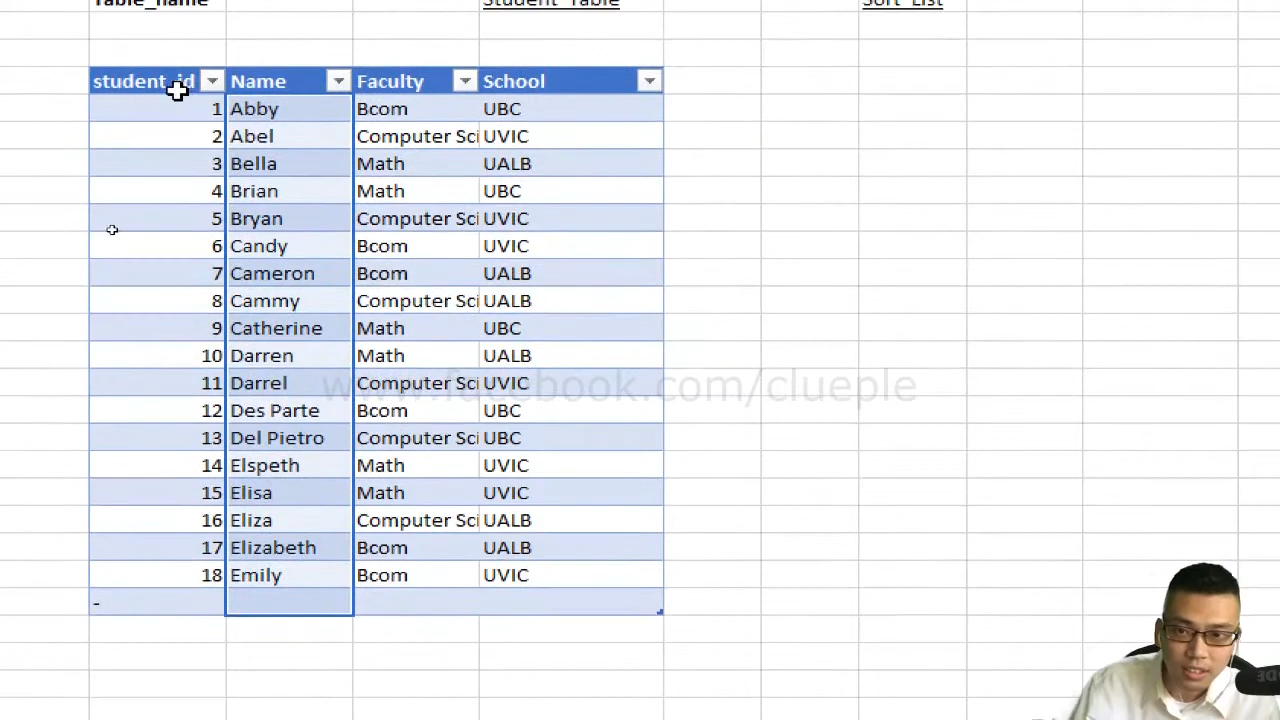 Table_name Student_Table Sort_List
student_id Name Faculty School
1 Abby Bcom UBC
2 Abel Computer Sci UVIC
3 Bella Math UALB
4 Brian Math UBC
5 Bryan Computer Sci UVIC
6 Candy Bcom UVIC
7 Cameron Bcom UALB
8 Cammy Computer Sci UALB
9 Catherine Math UBC
10 Darren Math UALB
11 Darrel Computer Sci UVIC
www.facebook.com/clueple
12 Des Parte Bcom UBC
13 Del Pietro Computer Sci UBC
14 Elspeth Math UVIC
15 Elisa Math UVIC
16 Eliza Computer Sci UALB
17 Elizabeth Bcom UALB
18 Emily Bcom UVIC
-